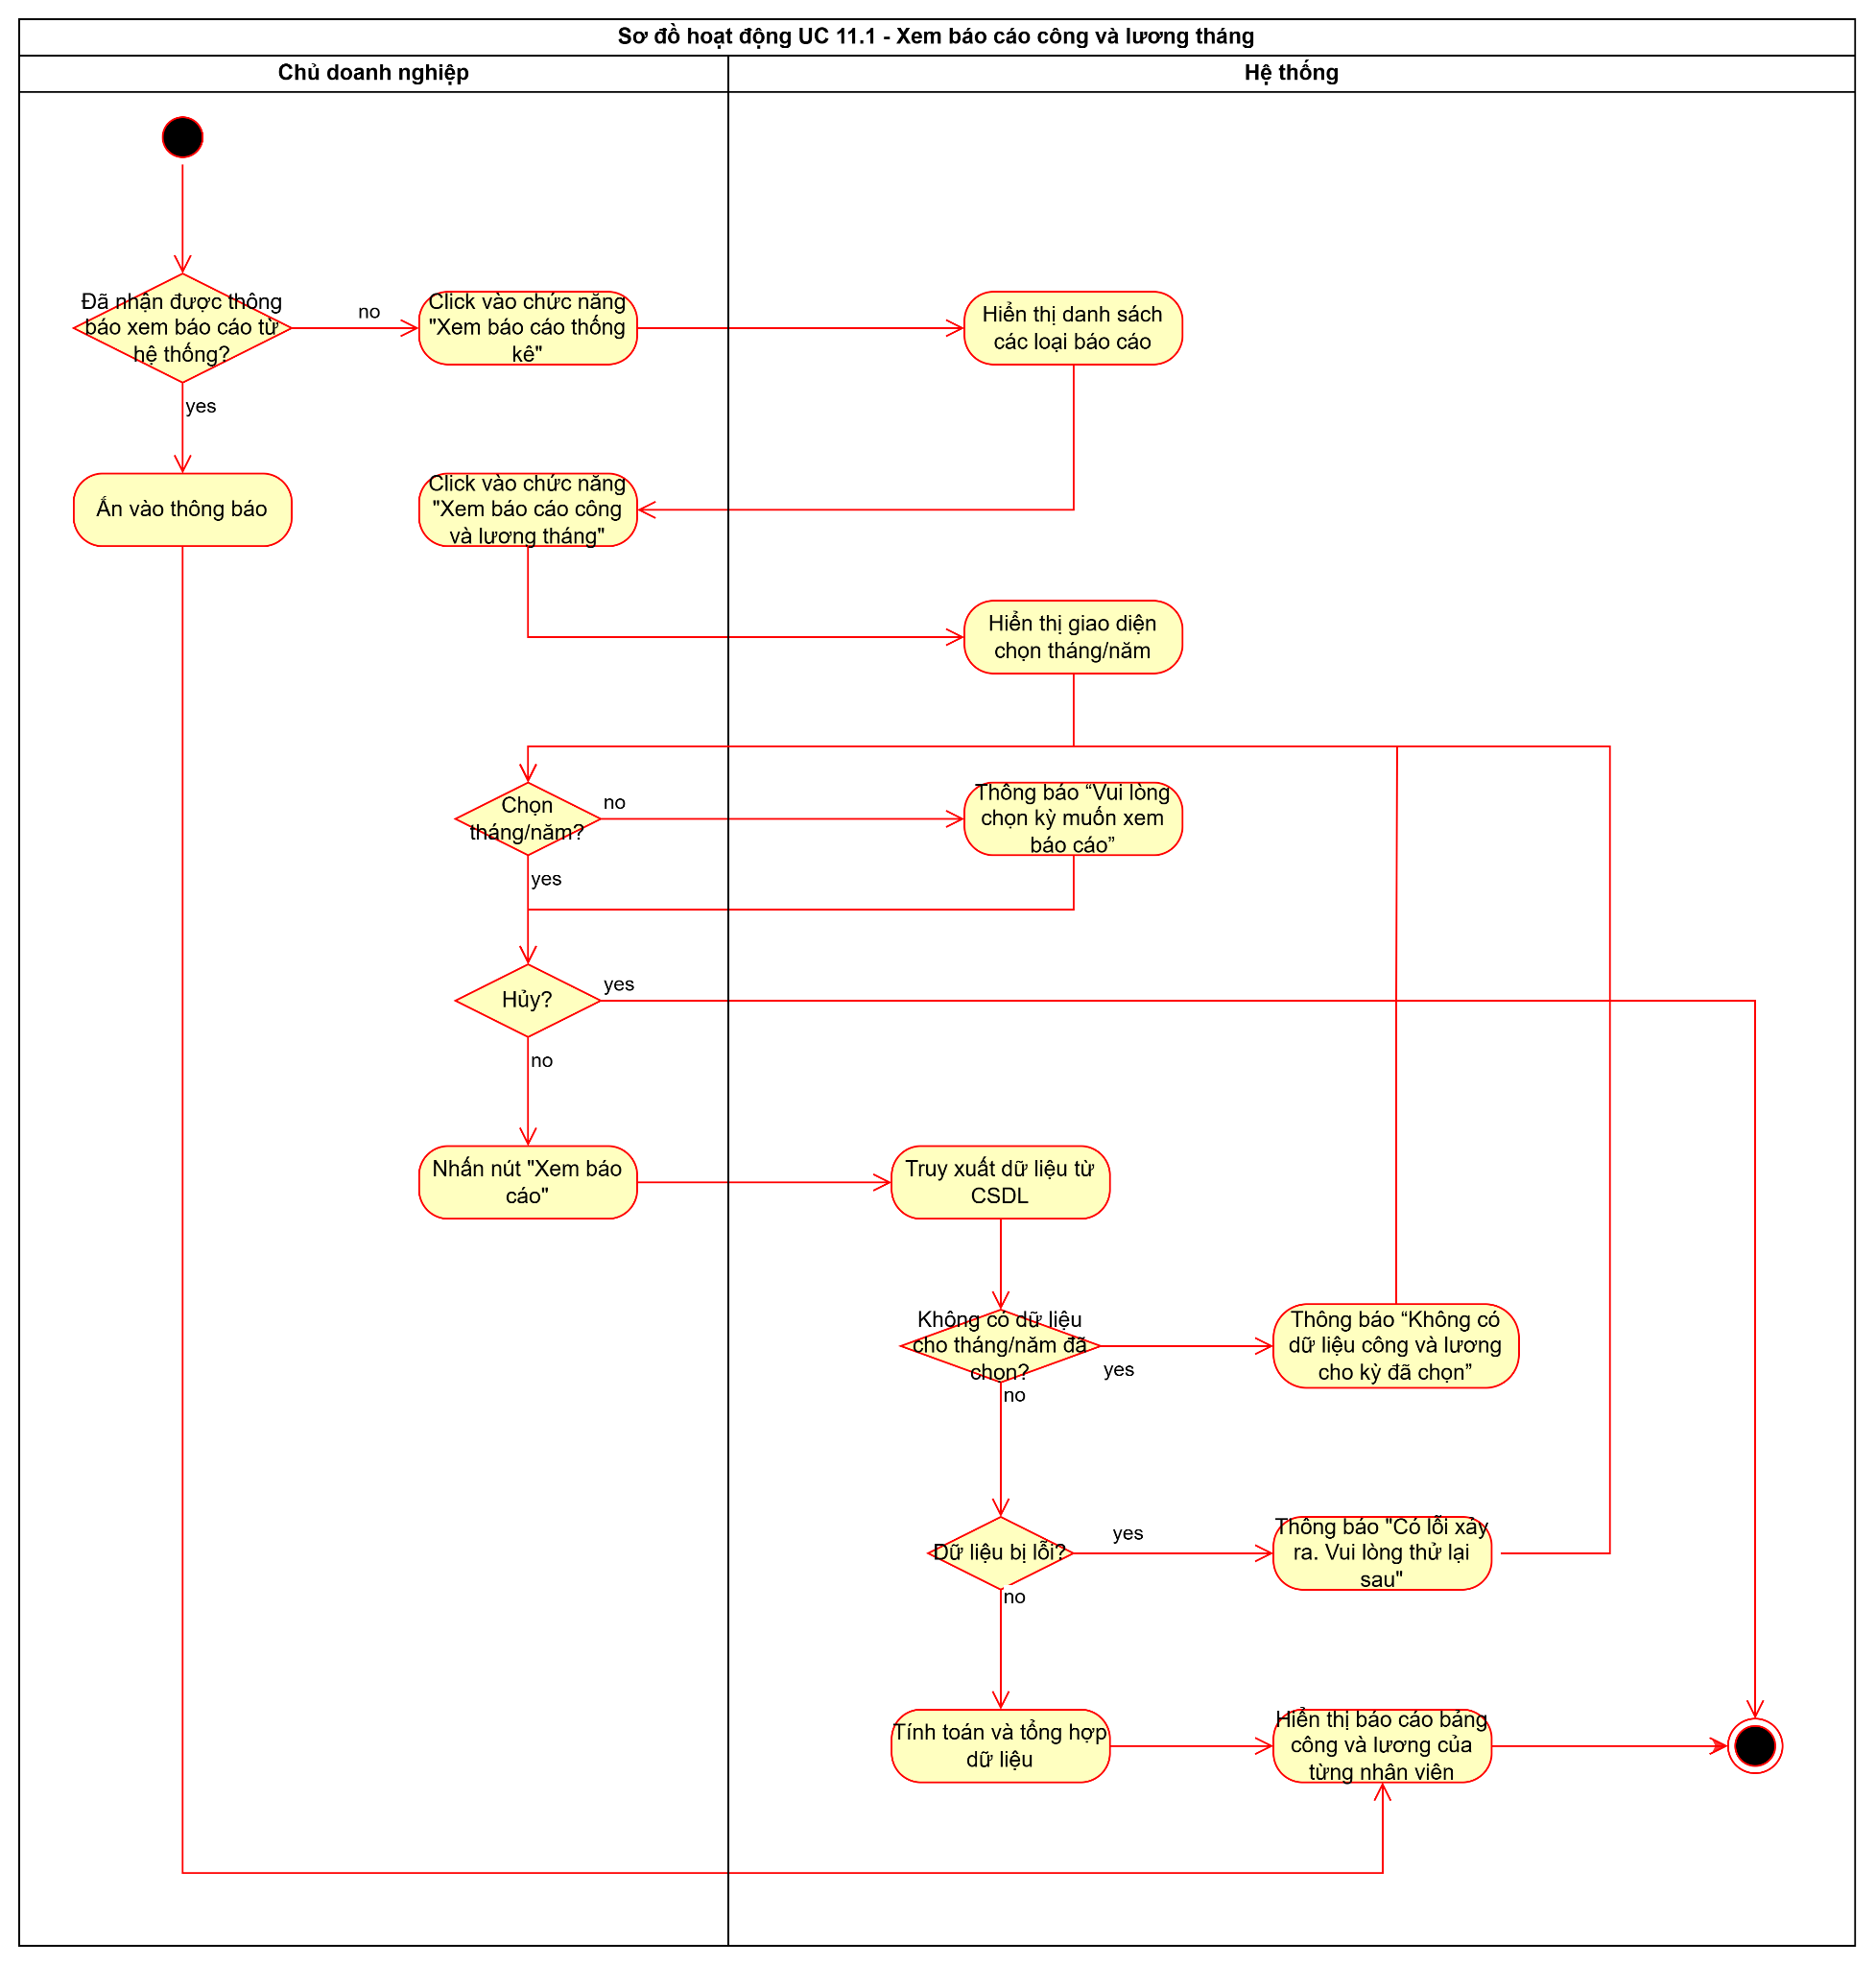 Sơ đồ hoạt động UC 11.1 - Xem báo cáo công và lương tháng
Chủ doanh nghiệp
Hệ thống
Đã nhận được thông
báo xem báo cáo từ
hệ thống?
no
Click vào chức năng
"Xem báo cáo thống
kê"
Hiển thị danh sách
các loại báo cáo
yes
Ấn vào thông báo
Click vào chức năng
"Xem báo cáo công
và lương tháng"
Hiển thị giao diện
chọn tháng/năm
Chọn
tháng/năm?
no
Thông báo “Vui lòng
chọn kỳ muốn xem
báo cáo”
yes
Hủy?
yes
no
Nhấn nút "Xem báo
cáo"
Truy xuất dữ liệu từ
CSDL
Không có dữ liệu
cho tháng/năm đã
chọn?
yes
Thông báo “Không có
dữ liệu công và lương
cho kỳ đã chọn”
no
Dữ liệu bị lỗi?
yes
Thông báo "Có lỗi xảy
ra. Vui lòng thử lại
sau"
no
Tính toán và tổng hợp
dữ liệu
Hiển thị báo cáo bảng
công và lương của
từng nhân viên